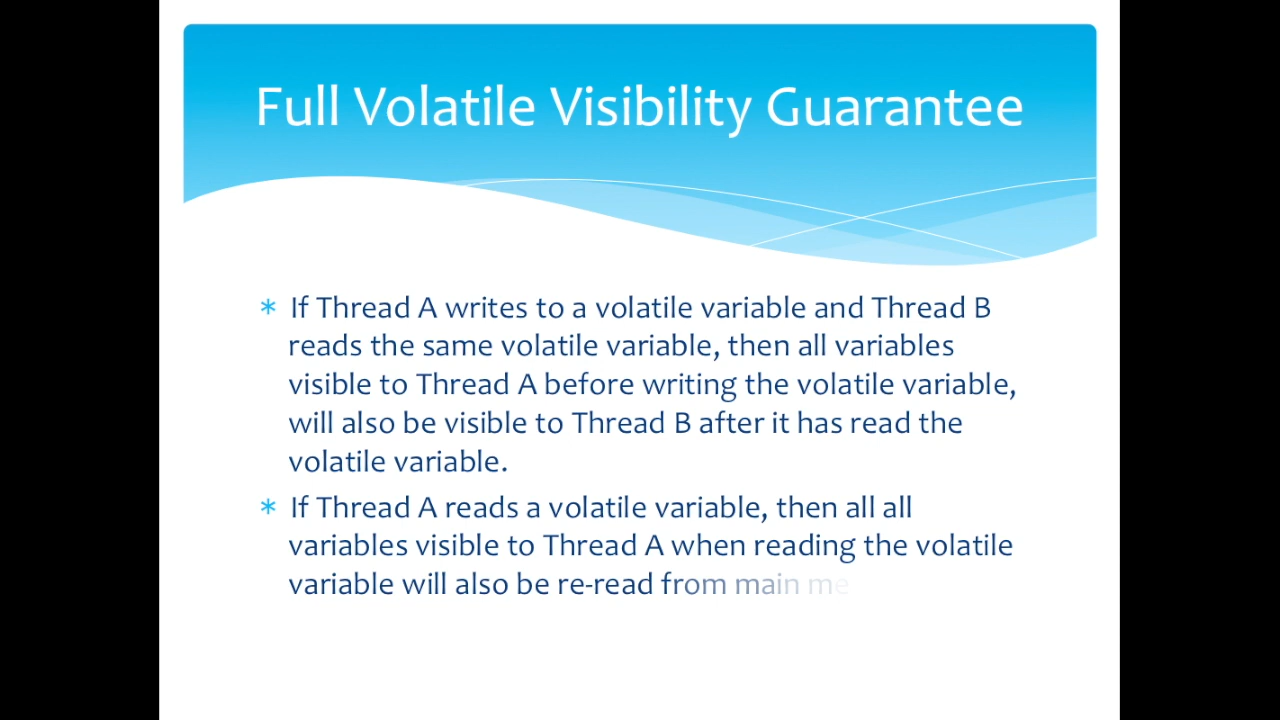 Full Volatile Visibility Guarantee
* If Thread A writes to a volatile variable and Thread B
reads the same volatile variable, then all variables
visible to Thread A before writing the volatile variable,
will also be visible to Thread B after it has read the
volatile variable.
* If Thread A reads a volatile variable, then all all
variables visible to Thread A when reading the volatile
variable will also be re-read from main me